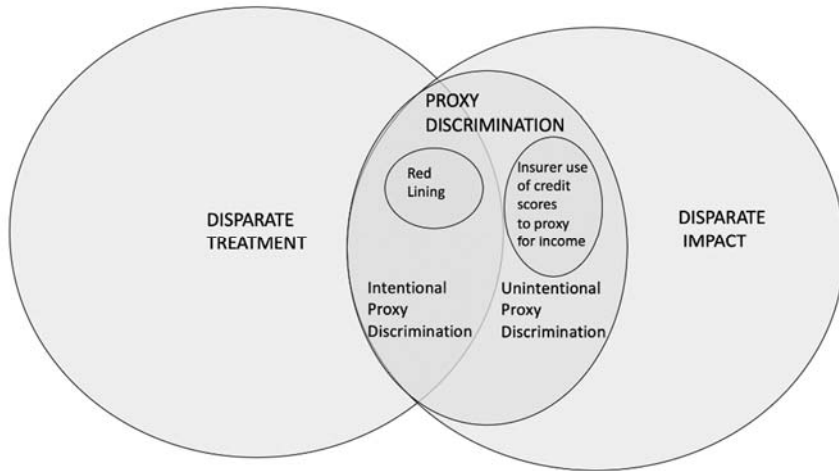 PROXY
DISCRIMINATION
Red
Lining
Insurer use
of credit
scores
to proxy
for income
DISPARATE
TREATMENT
DISPARATE
IMPACT
Intentional
Proxy
Discrimination
Unintentional
Proxy
Discrimination